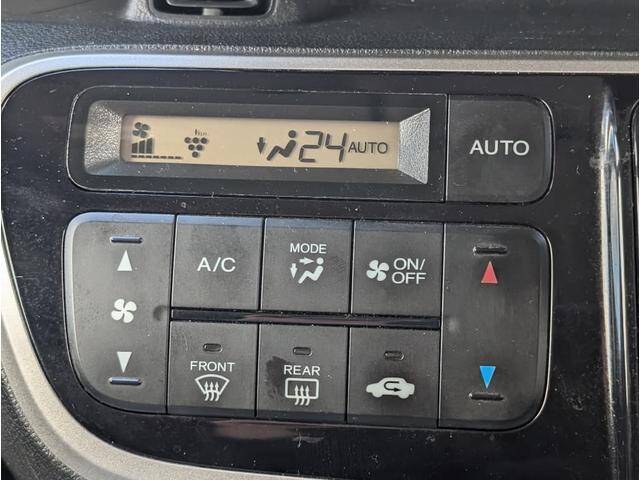 24 AUTO
AUTO
A/C
MODE
ON/
OFF
FRONT
REAR